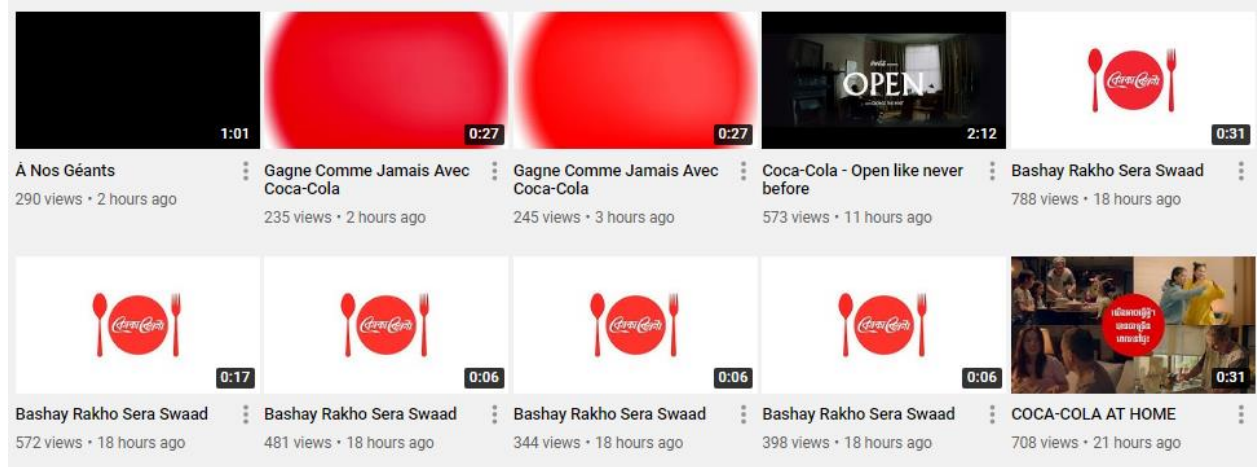 1:01
0:27
0:27
Coca-Cola
OPEN
2:12
কোকা-কোলা
0:31
À Nos Géants
290 views • 2 hours ago
Gagne Comme Jamais Avec
Coca-Cola
235 views • 2 hours ago
Gagne Comme Jamais Avec
Coca-Cola
245 views • 3 hours ago
Coca-Cola - Open like never
before
573 views • 11 hours ago
Bashay Rakho Sera Swaad
788 views • 18 hours ago
কোকা-কোলা
0:17
কোকা-কোলা
0:06
কোকা-কোলা
0:06
কোকা-কোলা
0:06
0:31
Bashay Rakho Sera Swaad
572 views • 18 hours ago
Bashay Rakho Sera Swaad
481 views • 18 hours ago
Bashay Rakho Sera Swaad
344 views • 18 hours ago
Bashay Rakho Sera Swaad
398 views • 18 hours ago
COCA-COLA AT HOME
708 views • 21 hours ago